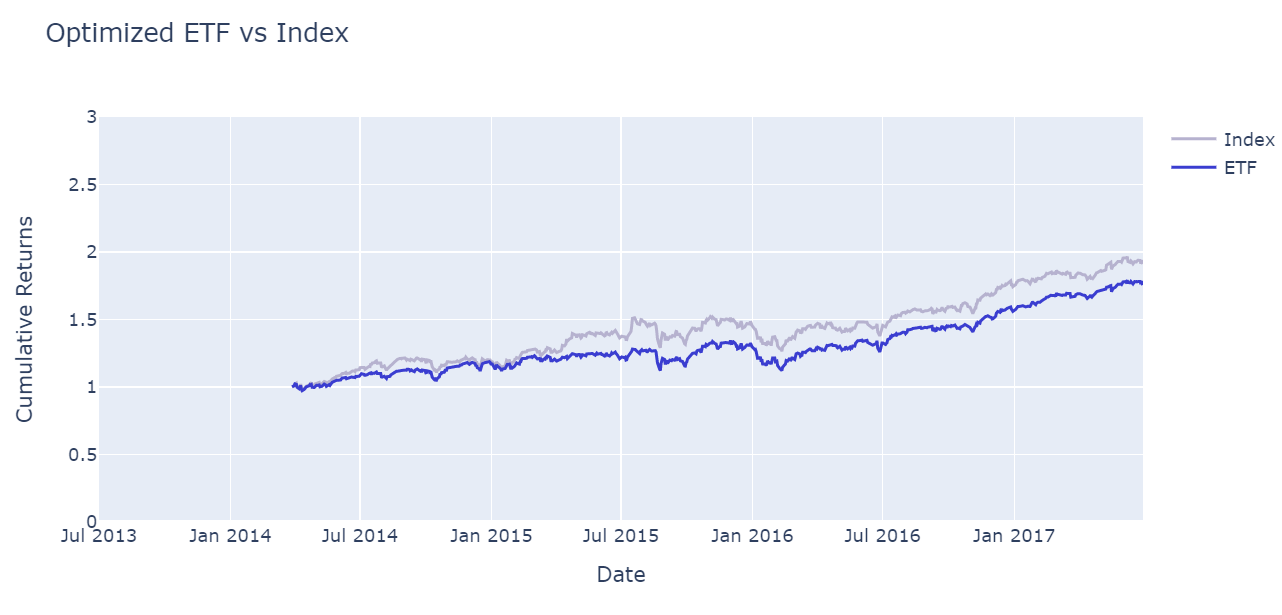 Optimized ETF vs Index
3
2.5
2
1.5
1
0.5
0
Cumulative Returns
Jul 2013
Jan 2014
Jul 2014
Jan 2015
Jul 2015
Jan 2016
Jul 2016
Jan 2017
Date
Index
ETF